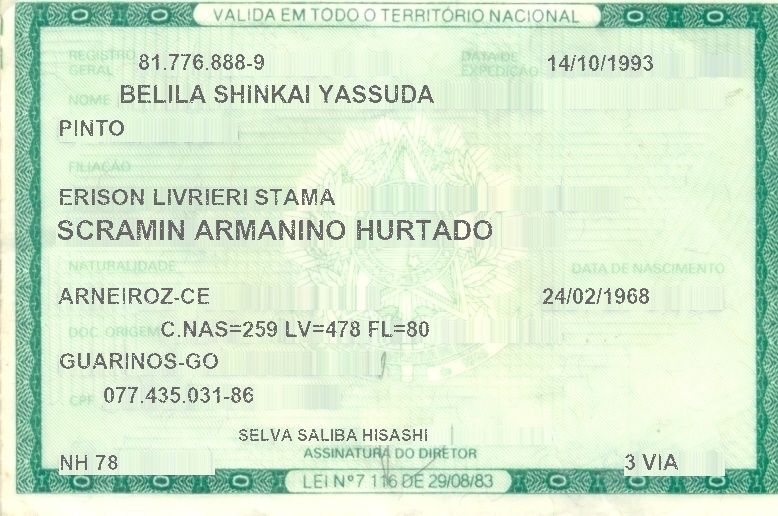 VALIDA EM TODO O TERRITÓRIO NACIONAL
REGISTRO GERAL 81.776.888-9 DATA DE EXPEDIÇÃO 14/10/1993
NOME BELILA SHINKAI YASSUDA
PINTO
FILIAÇÃO
ERISON LIVRIERI STAMA
SCRAMIN ARMANINO HURTADO
NATURALIDADE DATA DE NASCIMENTO
ARNEIROZ-CE 24/02/1968
DOC. ORIGEM C.NAS=259 LV=478 FL=80
GUARINOS-GO
CPF 077.435.031-86
SELVA SALIBA HISASHI
NH 78 ASSINATURA DO DIRETOR 3 VIA
LEI Nº 7 116 DE 29/08/83